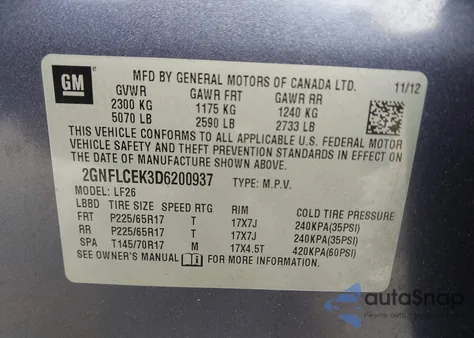 GM
MFD BY GENERAL MOTORS OF CANADA LTD.
11/12
GVWR GAWR FRT GAWR RR
2300 KG 1175 KG 1240 KG
5070 LB 2590 LB 2733 LB
THIS VEHICLE CONFORMS TO ALL APPLICABLE U.S. FEDERAL MOTOR
VEHICLE SAFETY AND THEFT PREVENTION STANDARDS IN EFFECT ON
THE DATE OF MANUFACTURE SHOWN ABOVE.
2GNFLCEK3D6200937 TYPE: M.P.V.
MODEL: LF26
LBBD TIRE SIZE SPEED RTG RIM COLD TIRE PRESSURE
FRT P225/65R17 T 17X7J 240KPA(35PSI)
RR P225/65R17 T 17X7J 240KPA(35PSI)
SPA T145/70R17 M 17X4.5T 420KPA(60PSI)
SEE OWNER'S MANUAL FOR MORE INFORMATION.
autoSnap